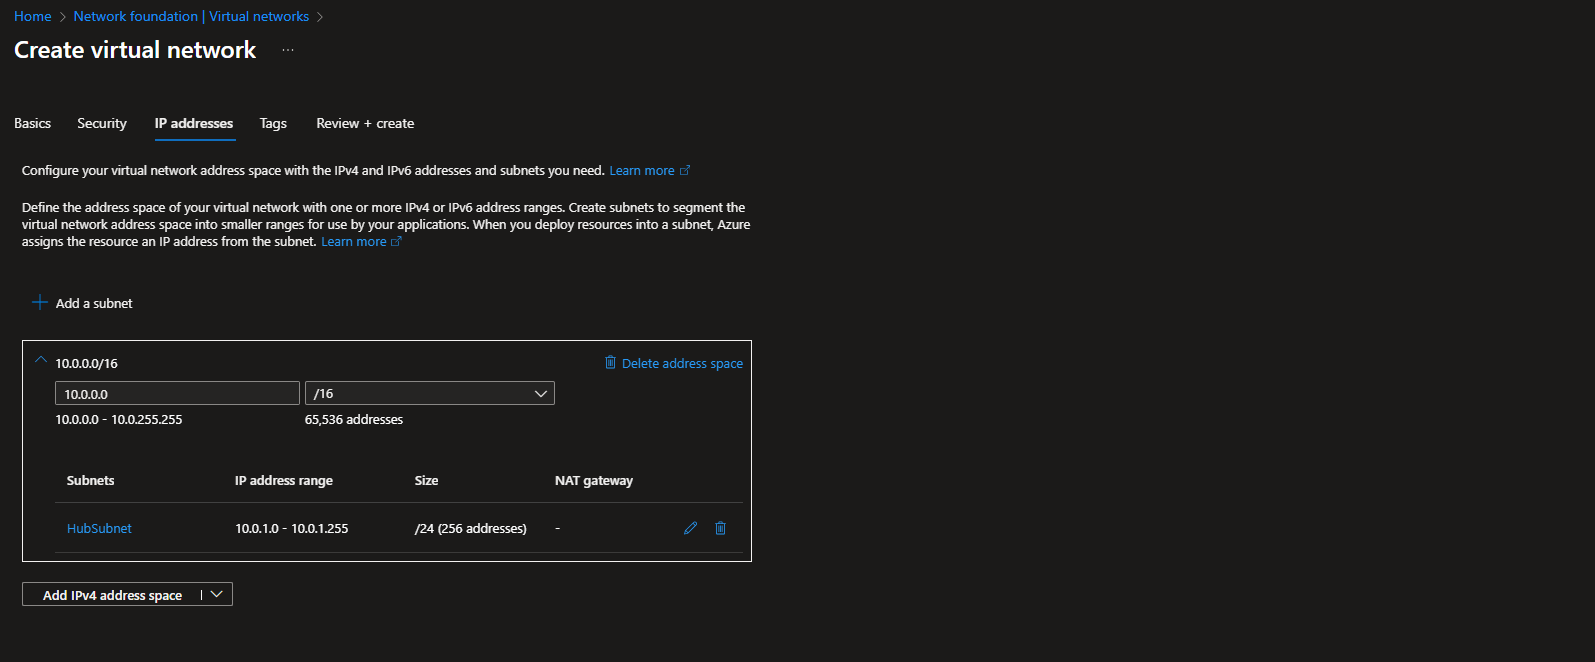 Home > Network foundation | Virtual networks >
Create virtual network ...
Basics Security IP addresses Tags Review + create
Configure your virtual network address space with the IPv4 and IPv6 addresses and subnets you need. Learn more
Define the address space of your virtual network with one or more IPv4 or IPv6 address ranges. Create subnets to segment the
virtual network address space into smaller ranges for use by your applications. When you deploy resources into a subnet, Azure
assigns the resource an IP address from the subnet. Learn more
Add a subnet
10.0.0.0/16 Delete address space
10.0.0.0 /16
10.0.0.0 - 10.0.255.255 65,536 addresses
Subnets IP address range Size NAT gateway
HubSubnet 10.0.1.0 - 10.0.1.255 /24 (256 addresses) -
Add IPv4 address space |